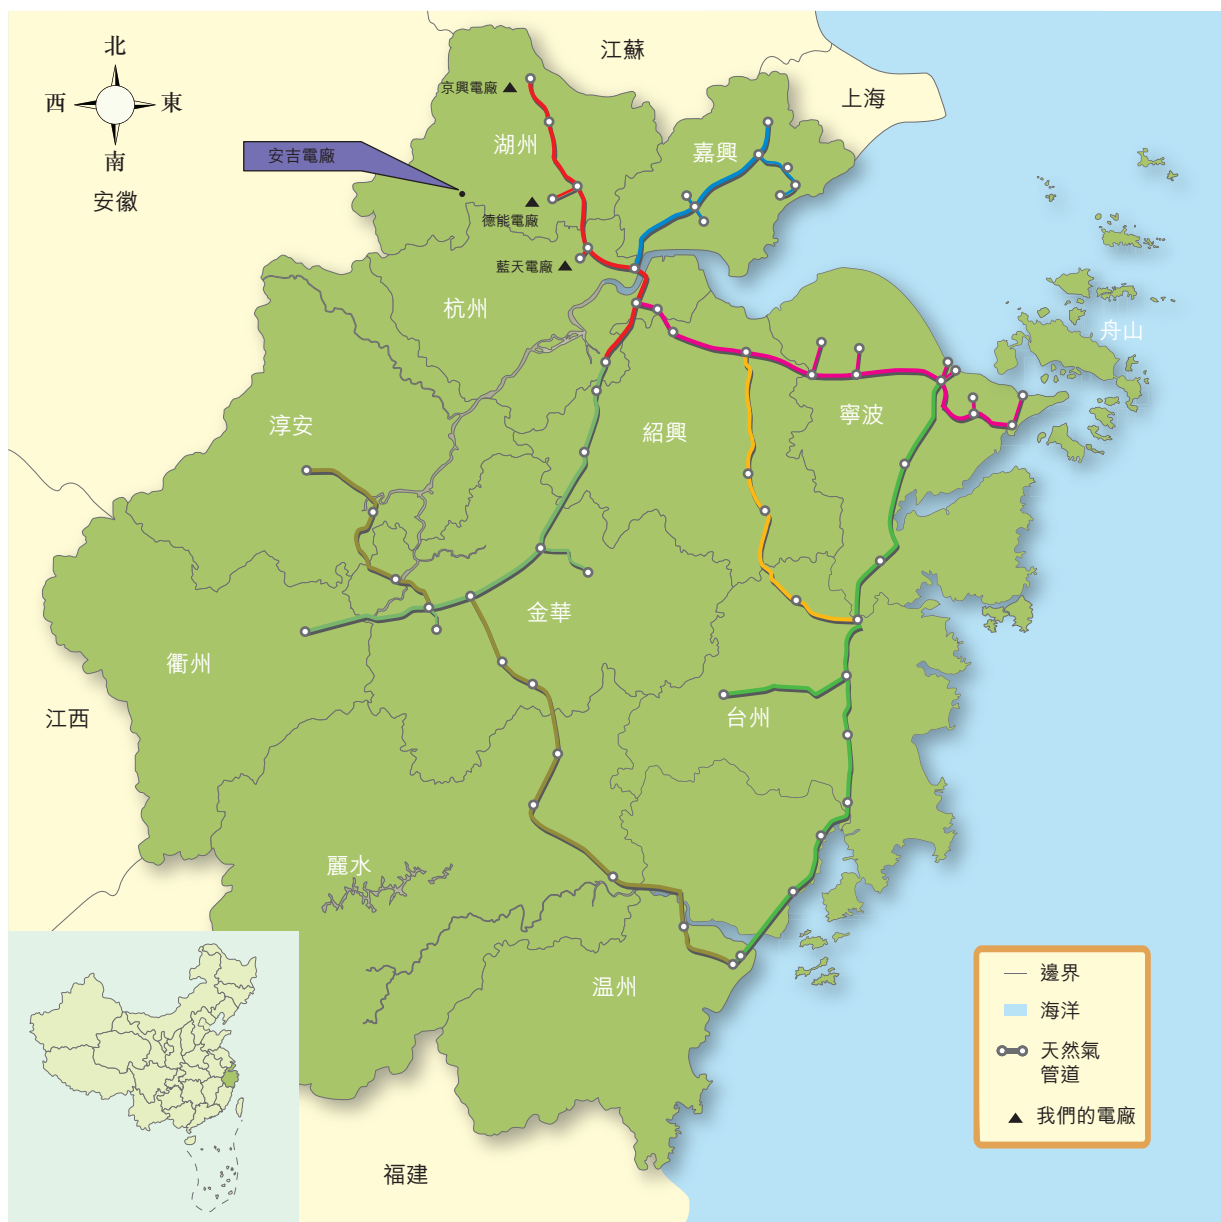 北
西
東
南
江蘇
上海
安徽
京興電廠
湖州
嘉興
安吉電廠
德能電廠
藍天電廠
杭州
舟山
淳安
紹興
寧波
金華
衢州
江西
台州
麗水
温州
福建
邊界
海洋
天然氣
管道
我們的電廠